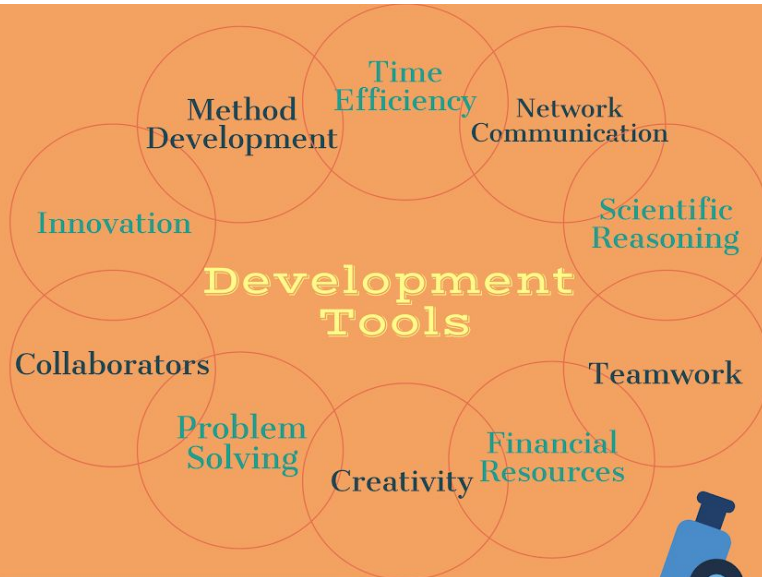 Time
Efficiency
Method
Development
Network
Communication
Innovation
Scientific
Reasoning
Development
Tools
Collaborators
Teamwork
Problem
Solving
Creativity
Financial
Resources